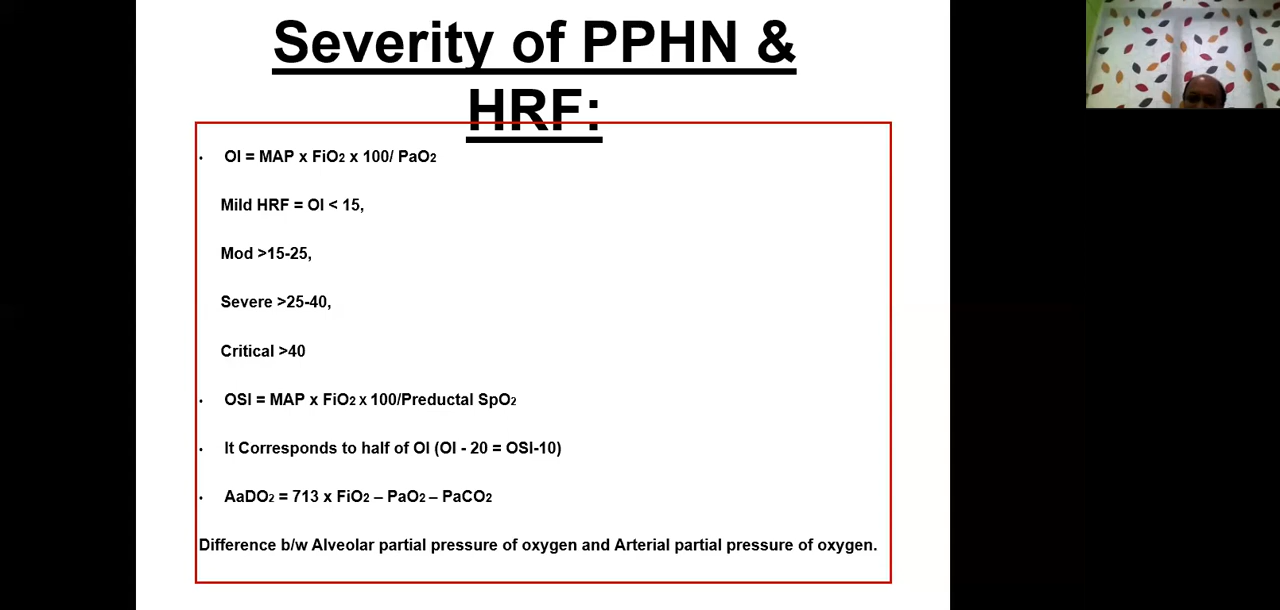 Severity of PPHN &
HRF:
• OI = MAP x FiO₂ x 100/ PaO₂
Mild HRF = OI < 15,
Mod >15-25,
Severe >25-40,
Critical >40
• OSI = MAP x FiO₂ x 100/Preductal SpO₂
• It Corresponds to half of OI (OI - 20 = OSI-10)
• AaDO₂ = 713 x FiO₂ – PaO₂ – PaCO₂
Difference b/w Alveolar partial pressure of oxygen and Arterial partial pressure of oxygen.